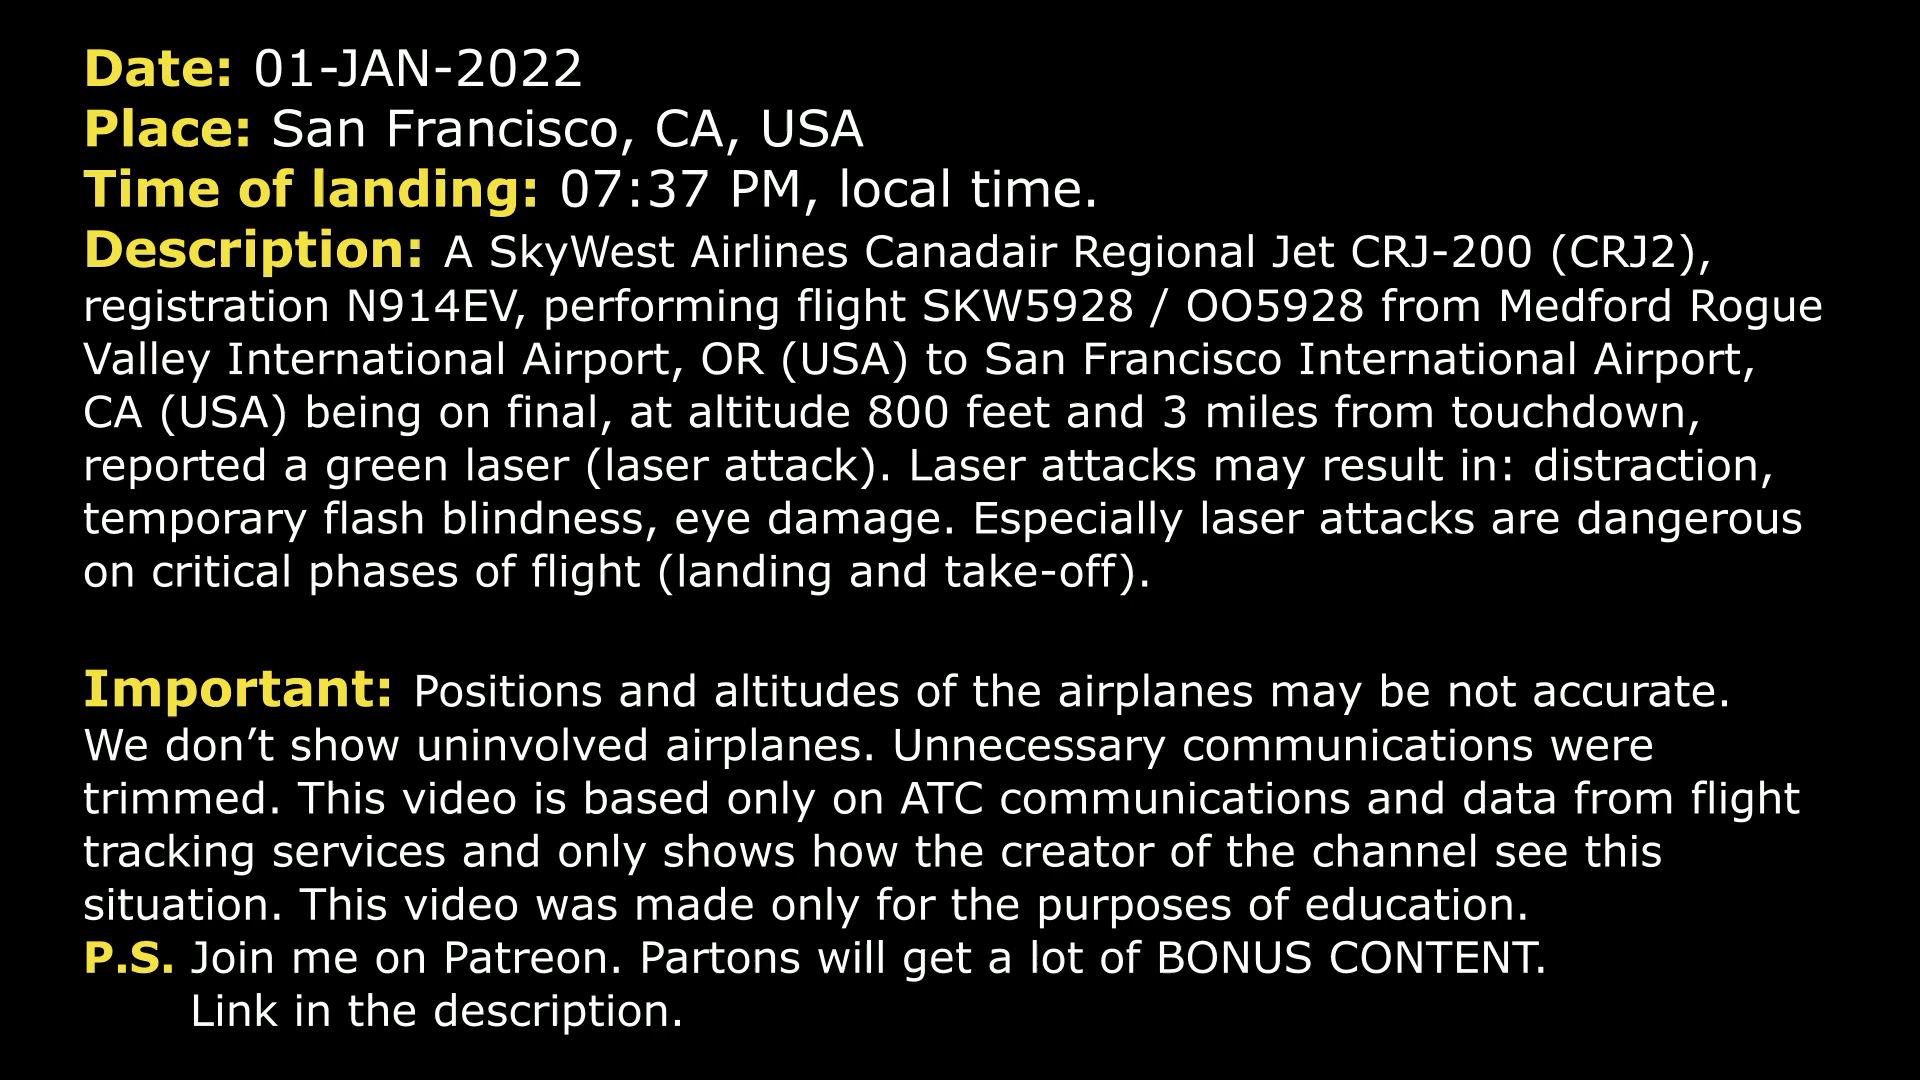 Date: 01-JAN-2022
Place: San Francisco, CA, USA
Time of landing: 07:37 PM, local time.
Description: A SkyWest Airlines Canadair Regional Jet CRJ-200 (CRJ2),
registration N914EV, performing flight SKW5928 / OO5928 from Medford Rogue
Valley International Airport, OR (USA) to San Francisco International Airport,
CA (USA) being on final, at altitude 800 feet and 3 miles from touchdown,
reported a green laser (laser attack). Laser attacks may result in: distraction,
temporary flash blindness, eye damage. Especially laser attacks are dangerous
on critical phases of flight (landing and take-off).
Important: Positions and altitudes of the airplanes may be not accurate.
We don’t show uninvolved airplanes. Unnecessary communications were
trimmed. This video is based only on ATC communications and data from flight
tracking services and only shows how the creator of the channel see this
situation. This video was made only for the purposes of education.
P.S. Join me on Patreon. Partons will get a lot of BONUS CONTENT.
Link in the description.